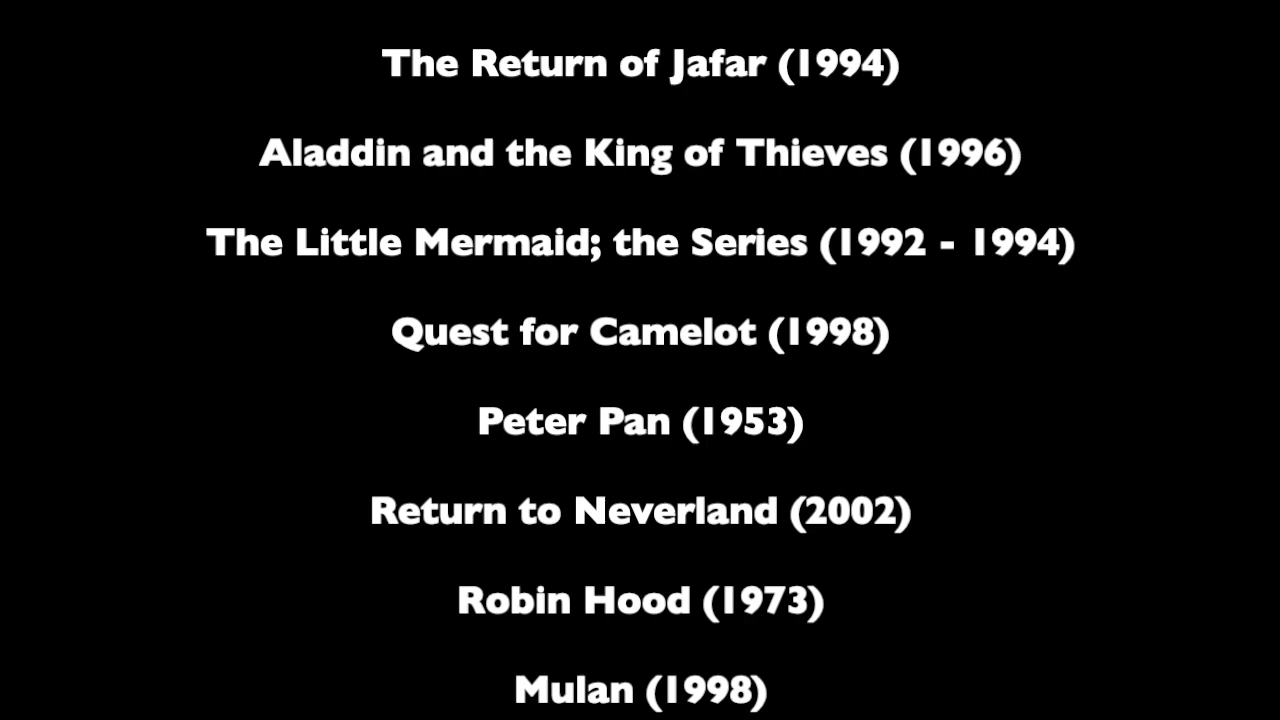 The Return of Jafar (1994)
Aladdin and the King of Thieves (1996)
The Little Mermaid; the Series (1992 - 1994)
Quest for Camelot (1998)
Peter Pan (1953)
Return to Neverland (2002)
Robin Hood (1973)
Mulan (1998)